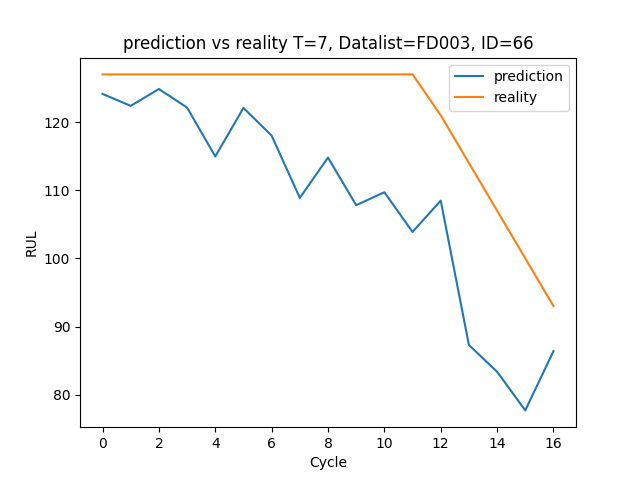 prediction vs reality T=7, Datalist=FD003, ID=66
prediction
reality
RUL
120
110
100
90
80
0 2 4 6 8 10 12 14 16
Cycle